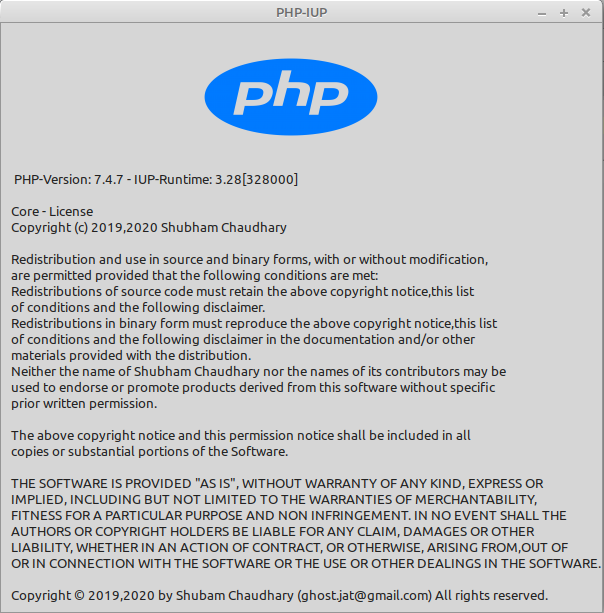 PHP-IUP
php
PHP-Version: 7.4.7 - IUP-Runtime: 3.28[328000]
Core - License
Copyright (c) 2019,2020 Shubham Chaudhary
Redistribution and use in source and binary forms, with or without modification,
are permitted provided that the following conditions are met:
Redistributions of source code must retain the above copyright notice,this list
of conditions and the following disclaimer.
Redistributions in binary form must reproduce the above copyright notice,this list
of conditions and the following disclaimer in the documentation and/or other
materials provided with the distribution.
Neither the name of Shubham Chaudhary nor the names of its contributors may be
used to endorse or promote products derived from this software without specific
prior written permission.
The above copyright notice and this permission notice shall be included in all
copies or substantial portions of the Software.
THE SOFTWARE IS PROVIDED "AS IS", WITHOUT WARRANTY OF ANY KIND, EXPRESS OR
IMPLIED, INCLUDING BUT NOT LIMITED TO THE WARRANTIES OF MERCHANTABILITY,
FITNESS FOR A PARTICULAR PURPOSE AND NON INFRINGEMENT. IN NO EVENT SHALL THE
AUTHORS OR COPYRIGHT HOLDERS BE LIABLE FOR ANY CLAIM, DAMAGES OR OTHER
LIABILITY, WHETHER IN AN ACTION OF CONTRACT, OR OTHERWISE, ARISING FROM,OUT OF
OR IN CONNECTION WITH THE SOFTWARE OR THE USE OR OTHER DEALINGS IN THE SOFTWARE.
Copyright © 2019,2020 by Shubam Chaudhary (ghost.jat@gmail.com) All rights reserved.